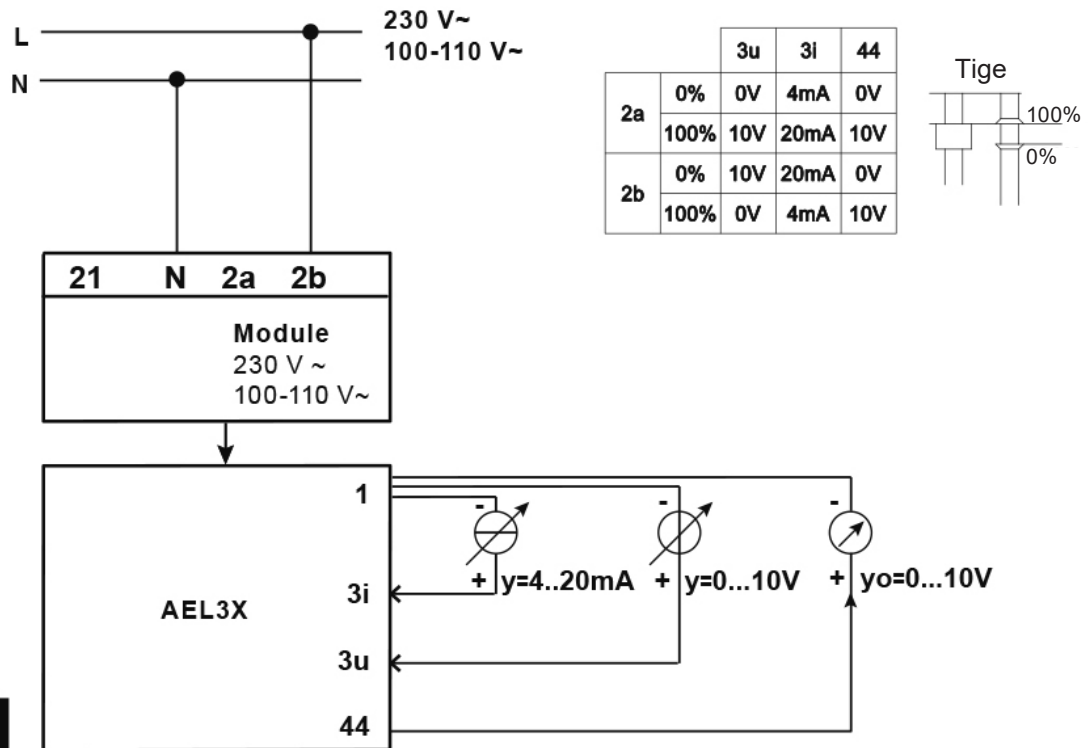 L
230 V~
100-110 V~
N
3u 3i 44
2a 0% 0V 4mA 0V
100% 10V 20mA 10V
2b 0% 10V 20mA 0V
100% 0V 4mA 10V
Tige
100%
0%
21 N 2a 2b
Module
230 V ~
100-110 V~
AEL3X
1
3i
3u
44
-
+ y=4..20mA
-
+ y=0...10V
-
+ yo=0...10V